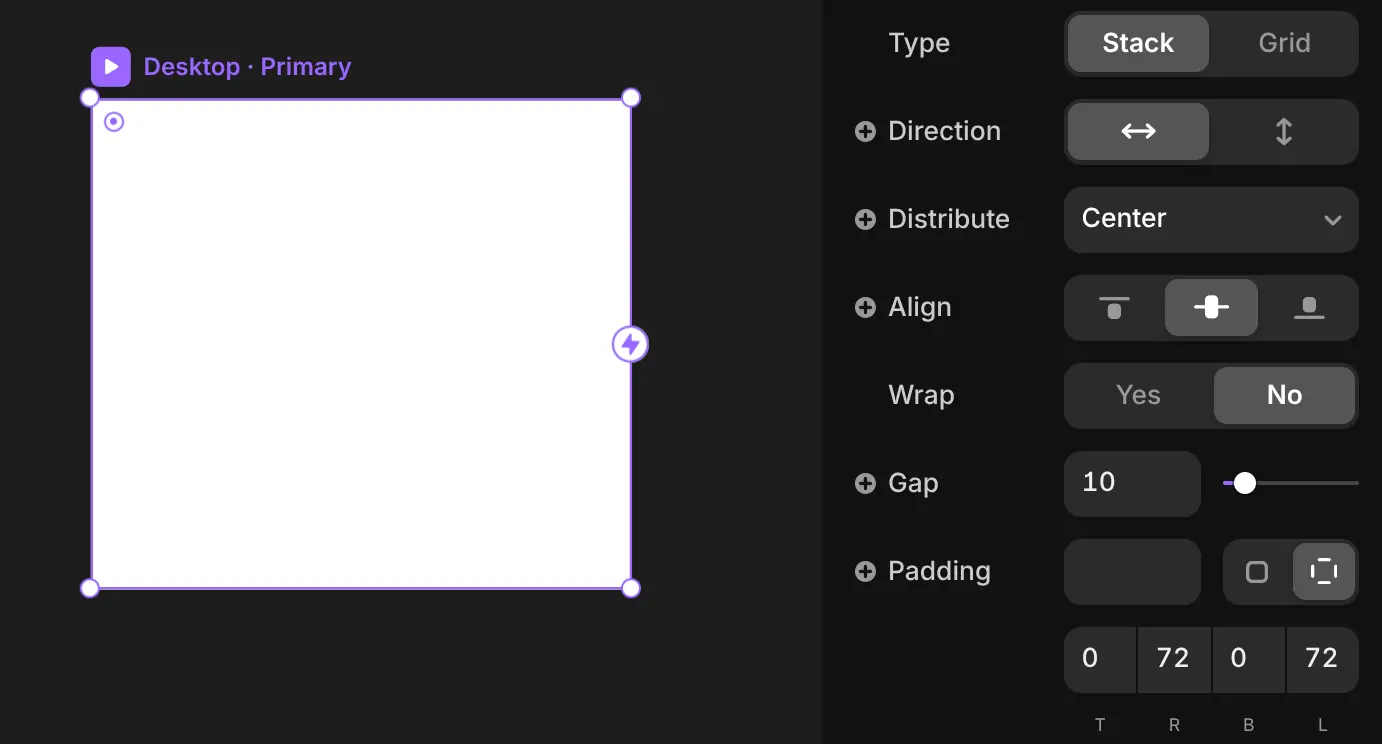 Desktop · Primary
Type Stack Grid
Direction
Distribute Center
Align
Wrap Yes No
Gap 10
Padding
0 72 0 72
T R B L